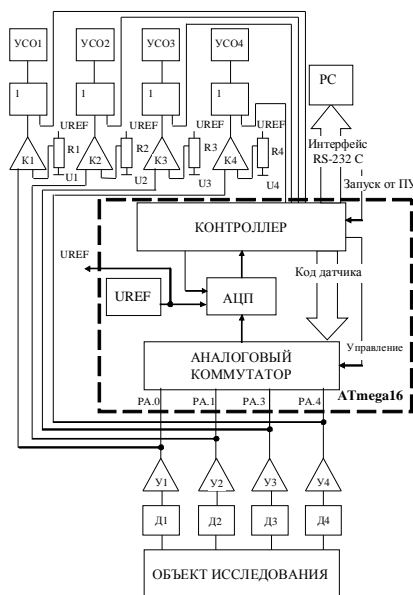 УСО1 УСО2 УСО3 УСО4
1 1 1 1
PC
UREF UREF UREF UREF
R1 R2 R3 R4
К1 К2 К3 К4
U1 U2 U3 U4
Интерфейс
RS-232 C
Запуск от ПУ
КОНТРОЛЛЕР
UREF
Код датчика
UREF
АЦП
Управление
АНАЛОГОВЫЙ
КОММУТАТОР
ATmega16
PA.0 PA.1 PA.3 PA.4
У1 У2 У3 У4
Д1 Д2 Д3 Д4
ОБЪЕКТ ИССЛЕДОВАНИЯ